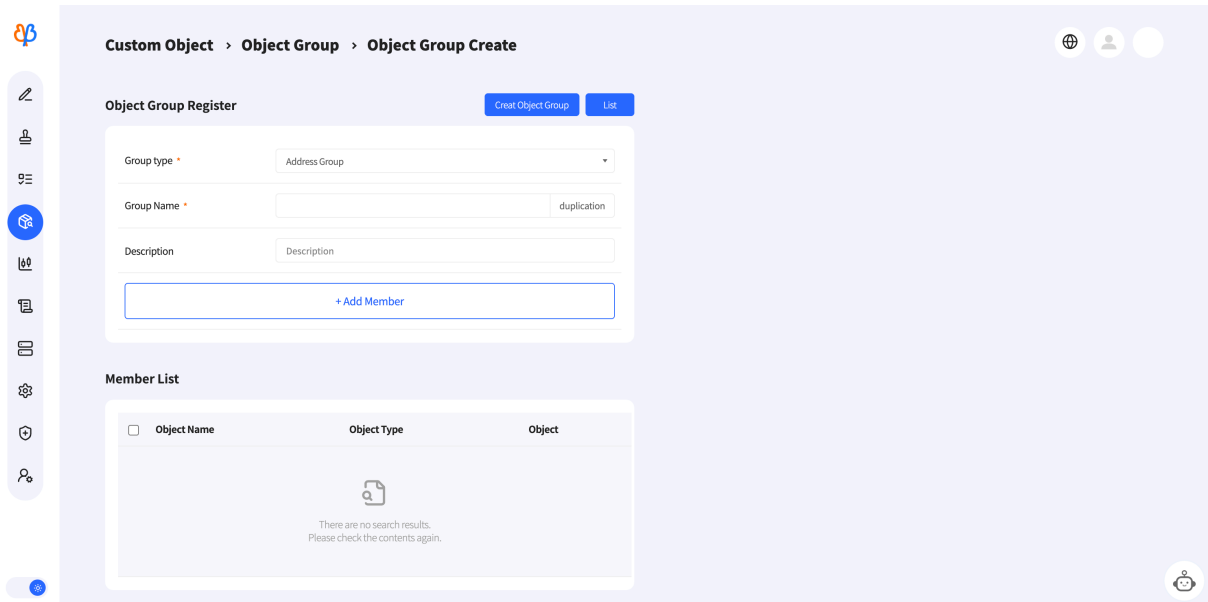 Custom Object > Object Group > Object Group Create
Object Group Register
Creat Object Group
List
Group type *
Address Group
Group Name *
duplication
Description
Description
+ Add Member
Member List
Object Name Object Type Object
There are no search results.
Please check the contents again.